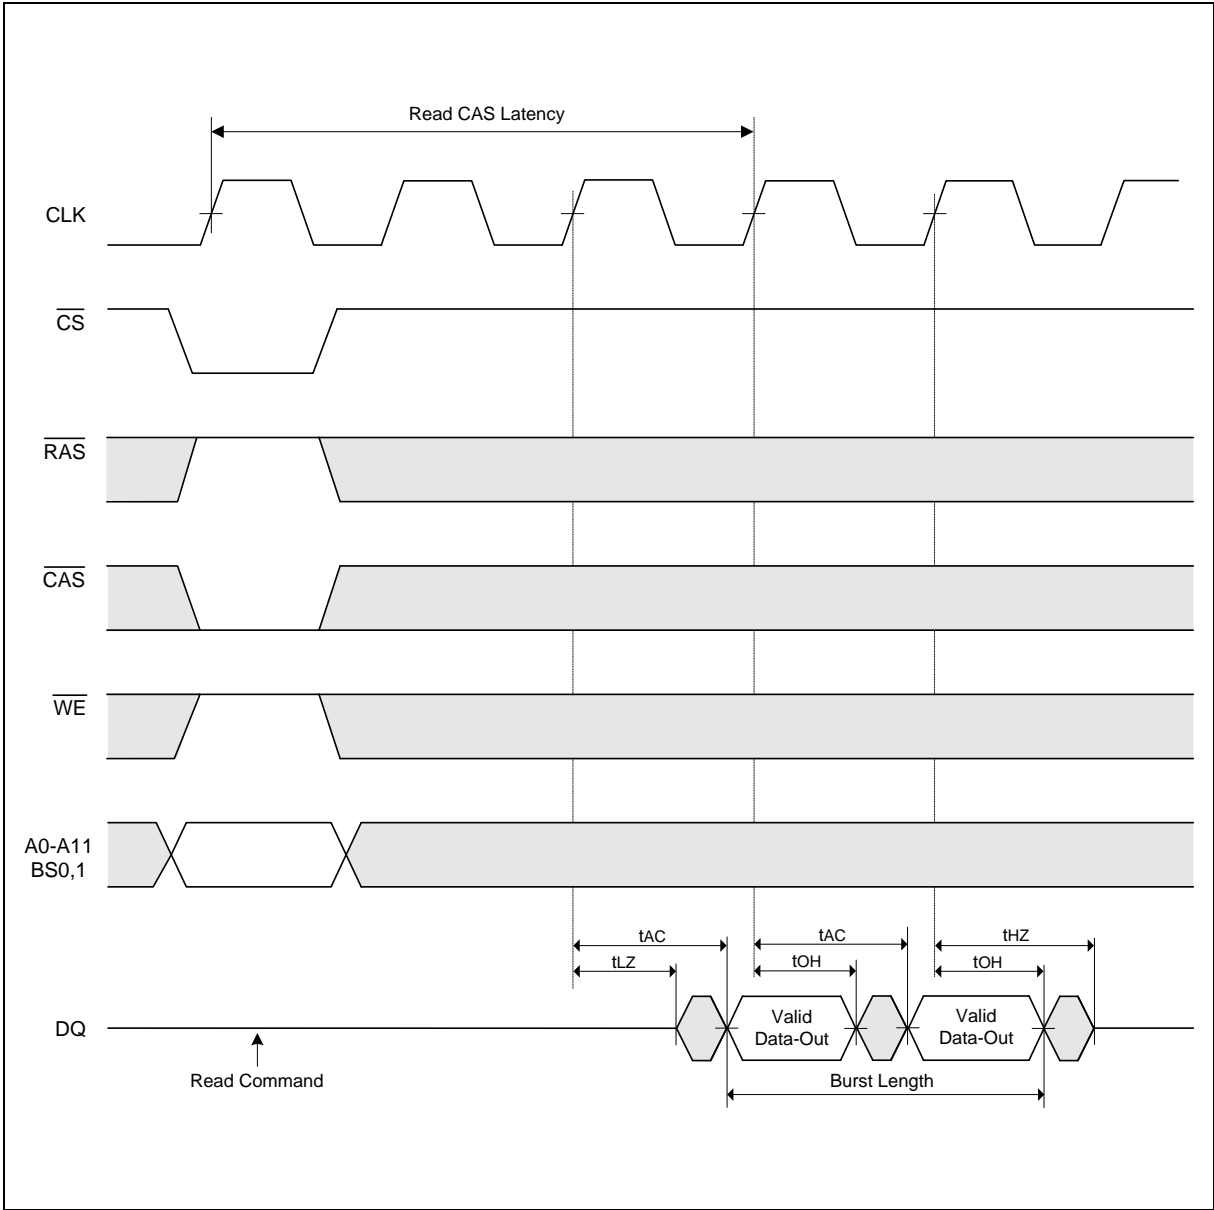 Read CAS Latency
CLK
CS
RAS
CAS
WE
A0-A11
BS0,1
tAC
tAC
tHZ
tLZ
tOH
tOH
DQ
Valid
Data-Out
Valid
Data-Out
Read Command
Burst Length